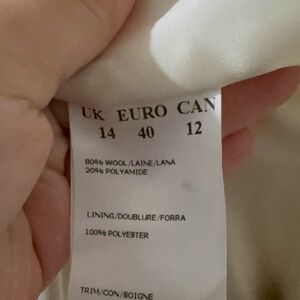 UK EURO CAN
14 40 12
80% WOOL/LAINE/LANA
20% POLYAMIDE
LINING/DOUBLURE/FORRA
100% POLYESTER
TRIM/CON/SOIGNE